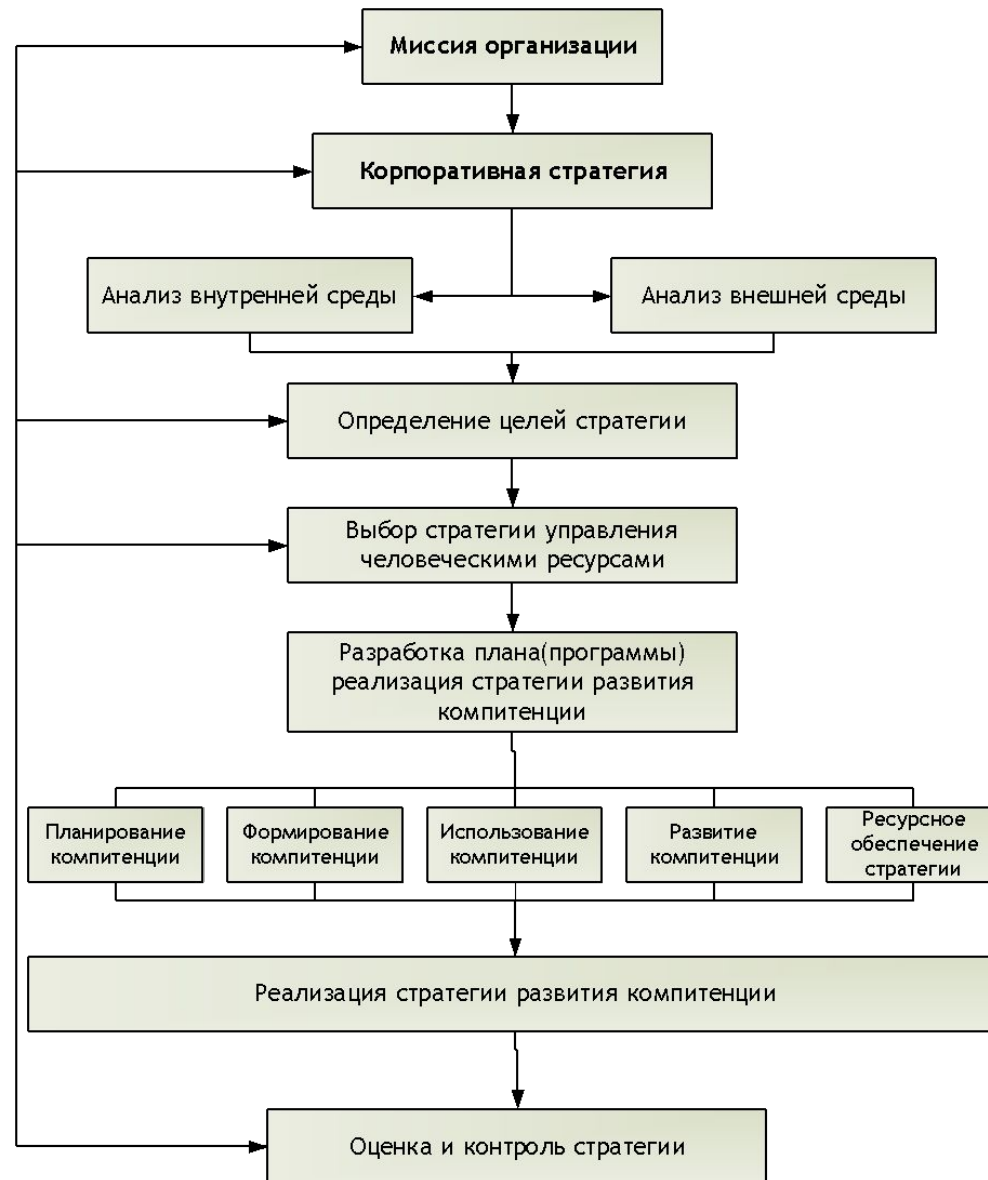 Миссия организации
Корпоративная стратегия
Анализ внутренней среды
Анализ внешней среды
Определение целей стратегии
Выбор стратегии управления
человеческими ресурсами
Разработка плана(программы)
реализация стратегии развития
компитенции
Планирование
компитенции
Формирование
компитенции
Использование
компитенции
Развитие
компитенции
Ресурсное
обеспечение
стратегии
Реализация стратегии развития компитенции
Оценка и контроль стратегии